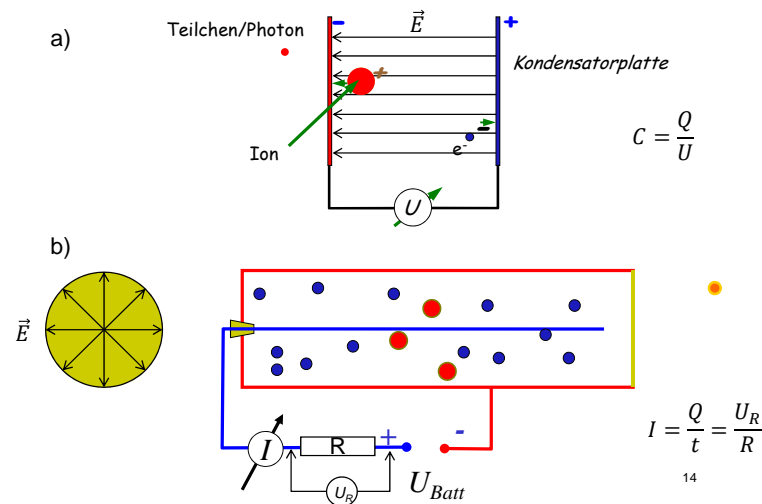 a)
Teilchen/Photon
-
E⃗
+
Kondensatorplatte
+
Ion
-
e⁻
C = Q/U
U
b)
E⃗
I
R
+
-
U_R
U_Batt
I = Q/t = U_R/R
14